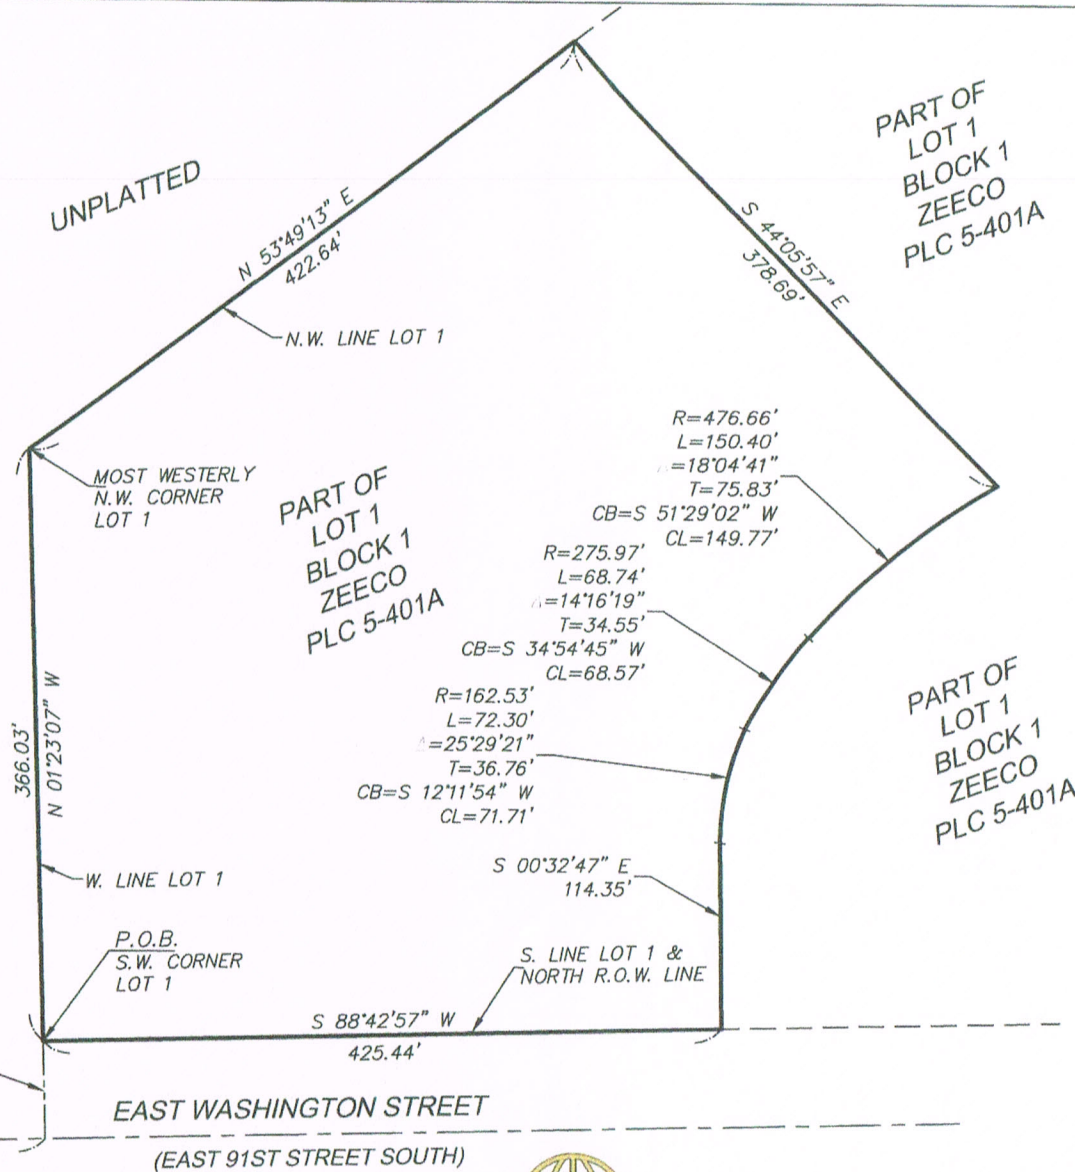 UNPLATTED
N 53°49'13" E
422.64'
N.W. LINE LOT 1
PART OF
LOT 1
BLOCK 1
ZEECO
PLC 5-401A
S 44°05'57" E
378.69'
MOST WESTERLY
N.W. CORNER
LOT 1
PART OF
LOT 1
BLOCK 1
ZEECO
PLC 5-401A
R=476.66'
L=150.40'
Δ=18°04'41"
T=75.83'
CB=S 51°29'02" W
CL=149.77'
R=275.97'
L=68.74'
Δ=14°16'19"
T=34.55'
CB=S 34°54'45" W
CL=68.57'
R=162.53'
L=72.30'
Δ=25°29'21"
T=36.76'
CB=S 12°11'54" W
CL=71.71'
PART OF
LOT 1
BLOCK 1
ZEECO
PLC 5-401A
366.03'
N 01°23'07" W
W. LINE LOT 1
S 00°32'47" E
114.35'
P.O.B.
S.W. CORNER
LOT 1
S. LINE LOT 1 &
NORTH R.O.W. LINE
S 88°42'57" W
425.44'
EAST WASHINGTON STREET
(EAST 91ST STREET SOUTH)